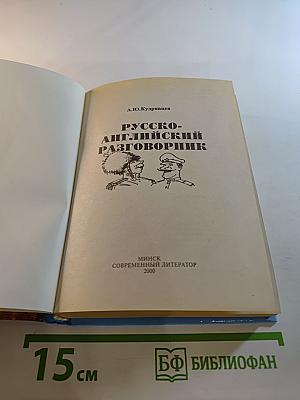 А.Ю.Кудрявцев
РУССКО-
АНГЛИЙСКИЙ
РАЗГОВОРНИК
МИНСК
СОВРЕМЕННЫЙ ЛИТЕРАТОР
2000
15 см
БФ БИБЛИОФАН